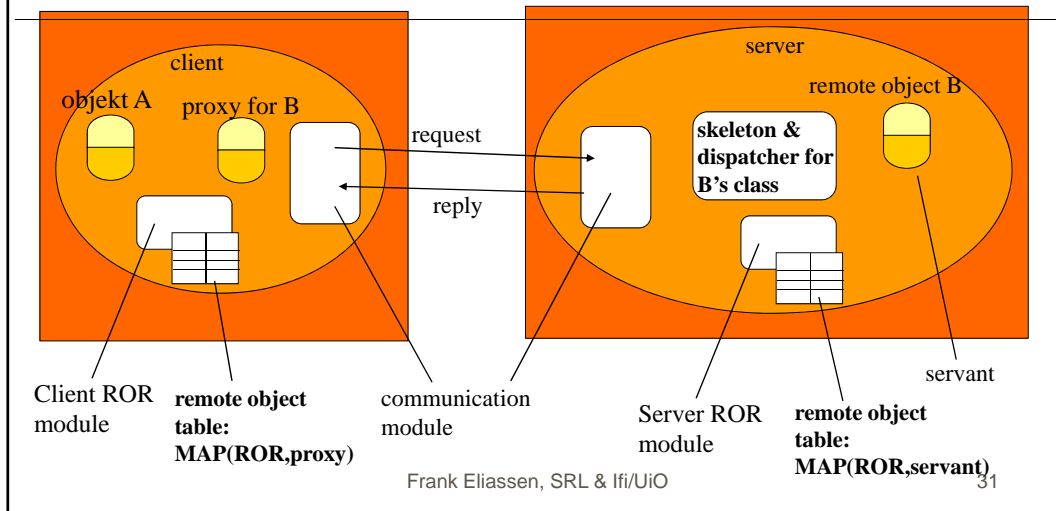 client
objekt A
proxy for B
request
reply
server
remote object B
skeleton &
dispatcher for
B's class
Client ROR
module
remote object
table:
MAP(ROR,proxy)
communication
module
Server ROR
module
remote object
table:
MAP(ROR,servant)
servant
Frank Eliassen, SRL & Ifi/UiO
31